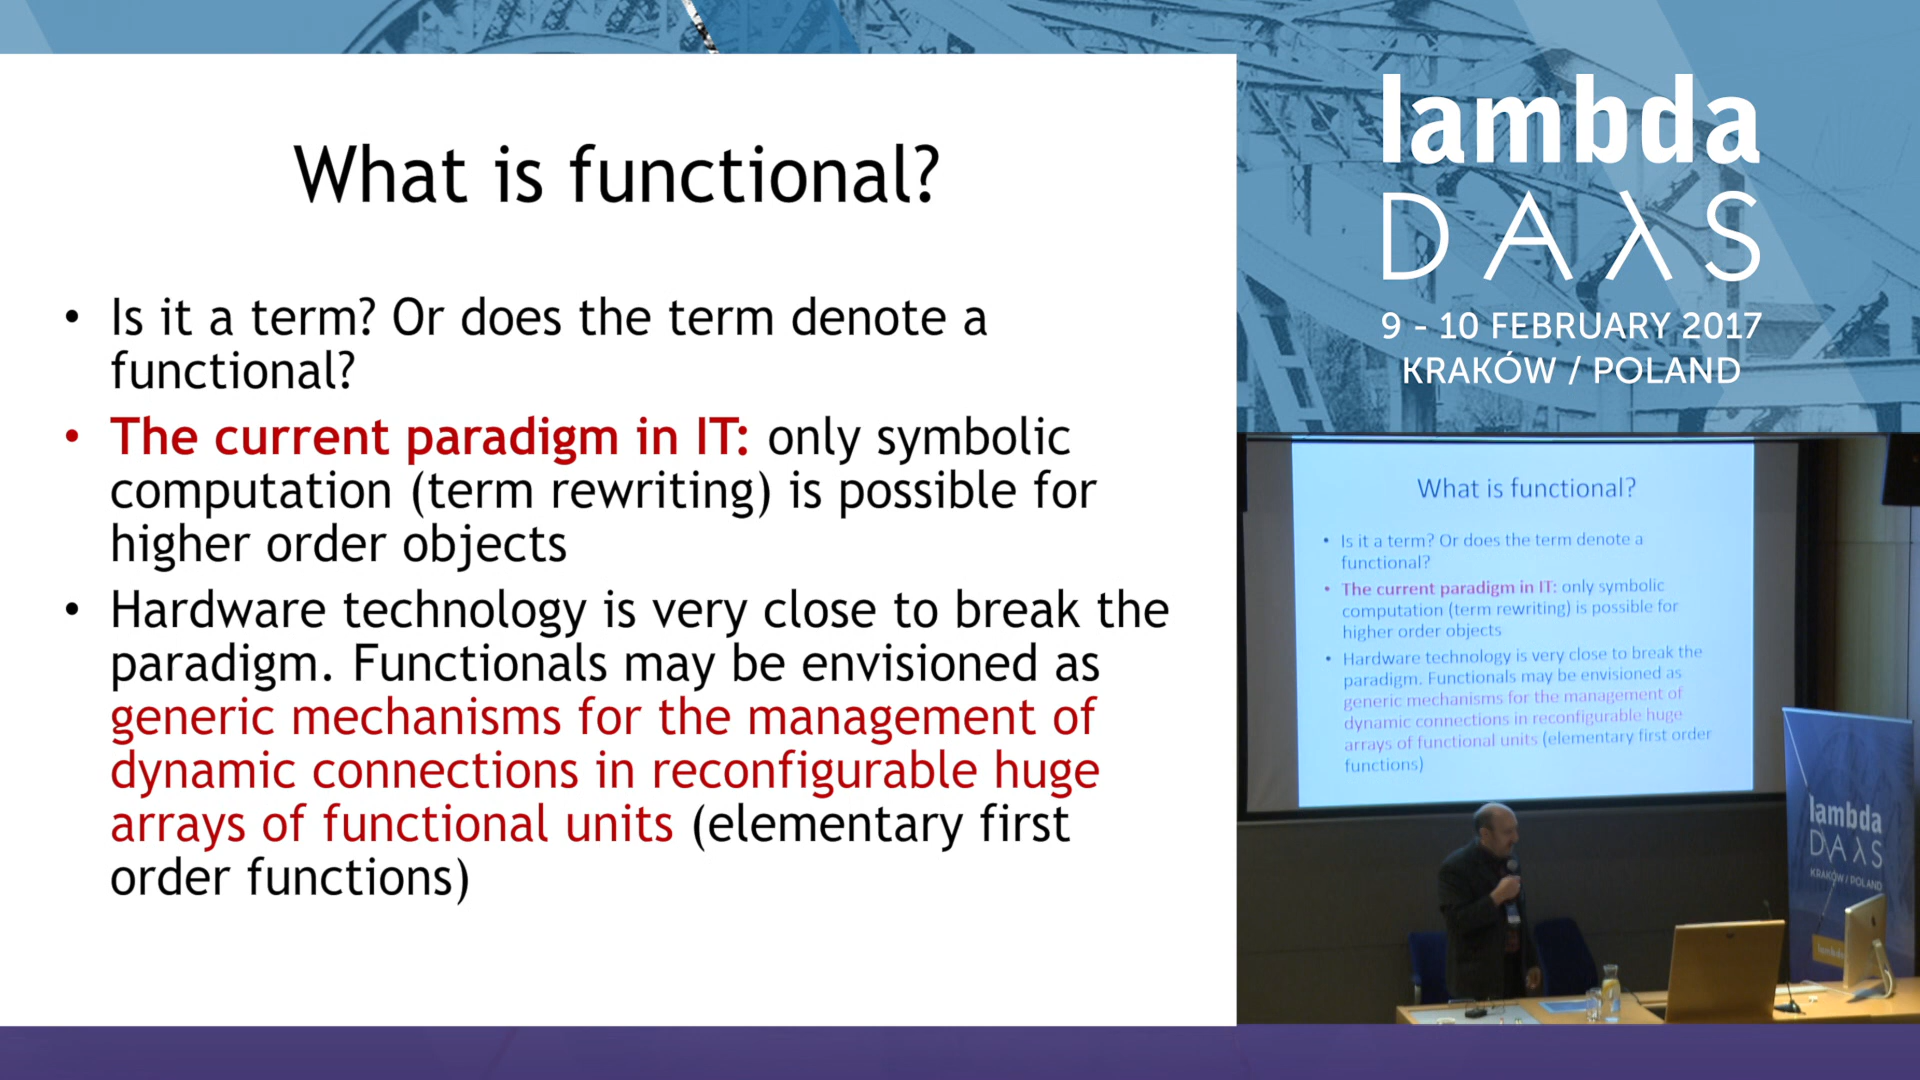 What is functional?
• Is it a term? Or does the term denote a
functional?
• The current paradigm in IT: only symbolic
computation (term rewriting) is possible for
higher order objects
• Hardware technology is very close to break the
paradigm. Functionals may be envisioned as
generic mechanisms for the management of
dynamic connections in reconfigurable huge
arrays of functional units (elementary first
order functions)
lambda
DAλS
9 - 10 FEBRUARY 2017
KRAKÓW / POLAND
What is functional?
• Is it a term? Or does the term denote a
functional?
• The current paradigm in IT: only symbolic
computation (term rewriting) is possible for
higher order objects
• Hardware technology is very close to break the
paradigm. Functionals may be envisioned as
generic mechanisms for the management of
dynamic connections in reconfigurable huge
arrays of functional units (elementary first order
functions)
lambda
DAλS
KRAKÓW / POLAND